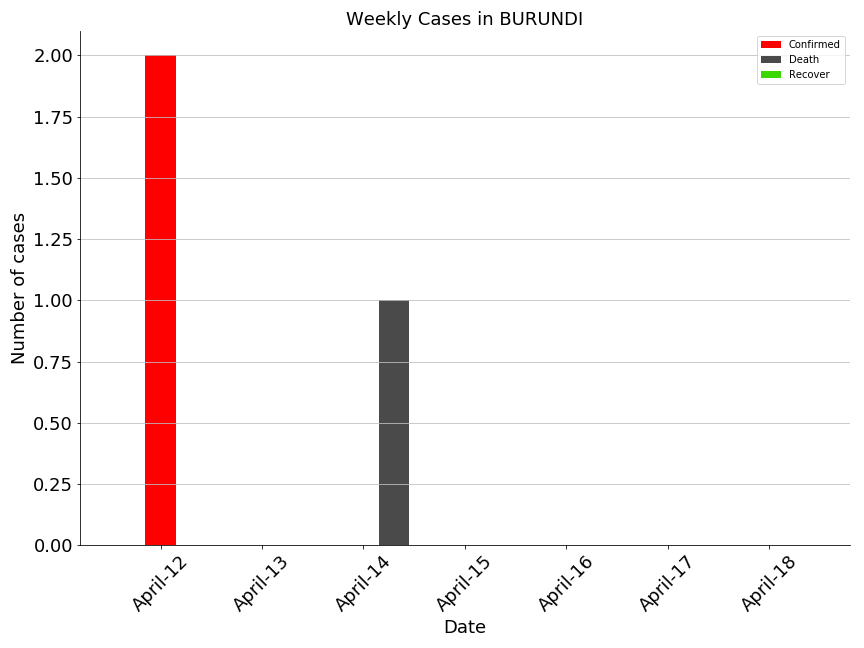 Weekly Cases in BURUNDI
Confirmed
Death
Recover
Number of cases
2.00
1.75
1.50
1.25
1.00
0.75
0.50
0.25
0.00
April-12
April-13
April-14
April-15
April-16
April-17
April-18
Date